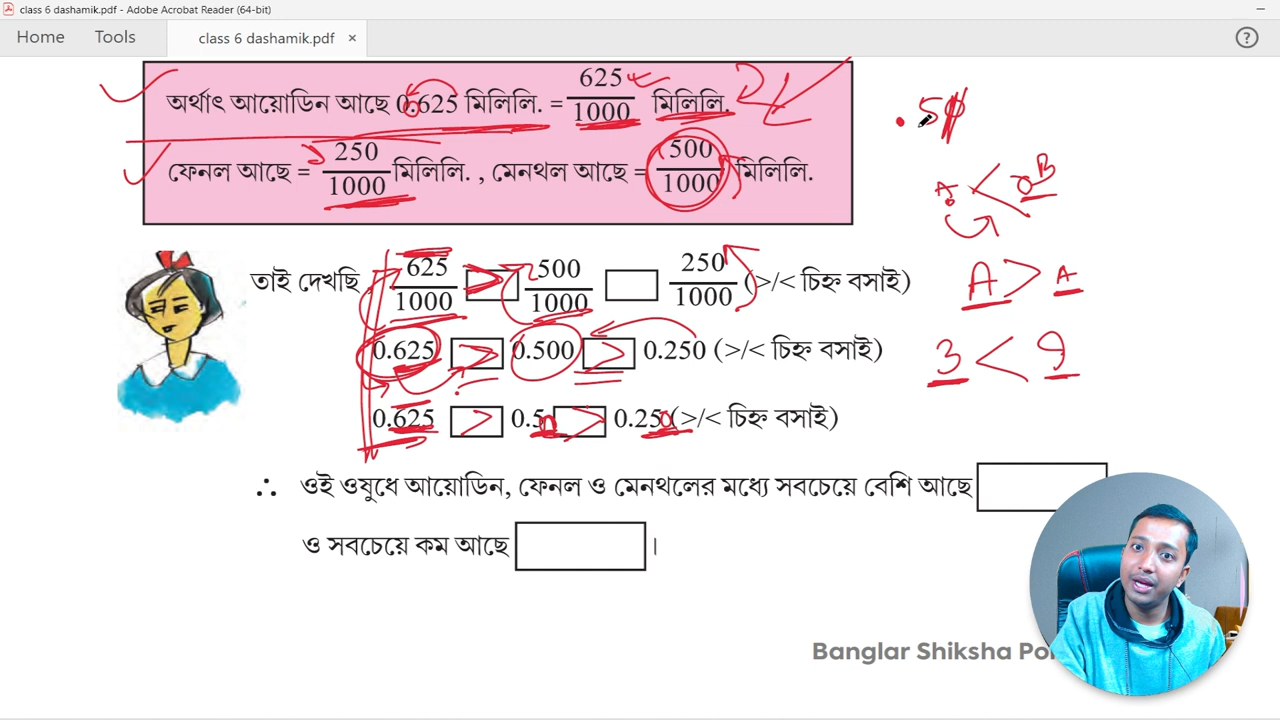 class 6 dashamik.pdf - Adobe Acrobat Reader (64-bit)
Home Tools class 6 dashamik.pdf × ?
অর্থাৎ আয়োডিন আছে 0.625 মিলিলি. = 625/1000 মিলিলি.
.50
ফেনল আছে = 250/1000 মিলিলি. , মেনথল আছে = 500/1000 মিলিলি.
A < B
তাই দেখছি, 625/1000 > 500/1000 □ 250/1000 (>/< চিহ্ন বসাই)
A > A
0.625 > 0.500 > 0.250 (>/< চিহ্ন বসাই)
3 < 9
0.625 > 0.50 > 0.250 (>/< চিহ্ন বসাই)
∴ ওই ওষুধে আয়োডিন, ফেনল ও মেনথলের মধ্যে সবচেয়ে বেশি আছে
ও সবচেয়ে কম আছে ।
Banglar Shiksha